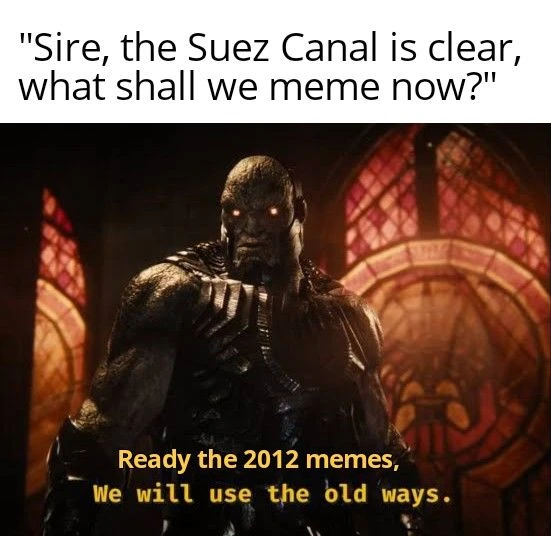 "Sire, the Suez Canal is clear,
what shall we meme now?"
Ready the 2012 memes,
We will use the old ways.